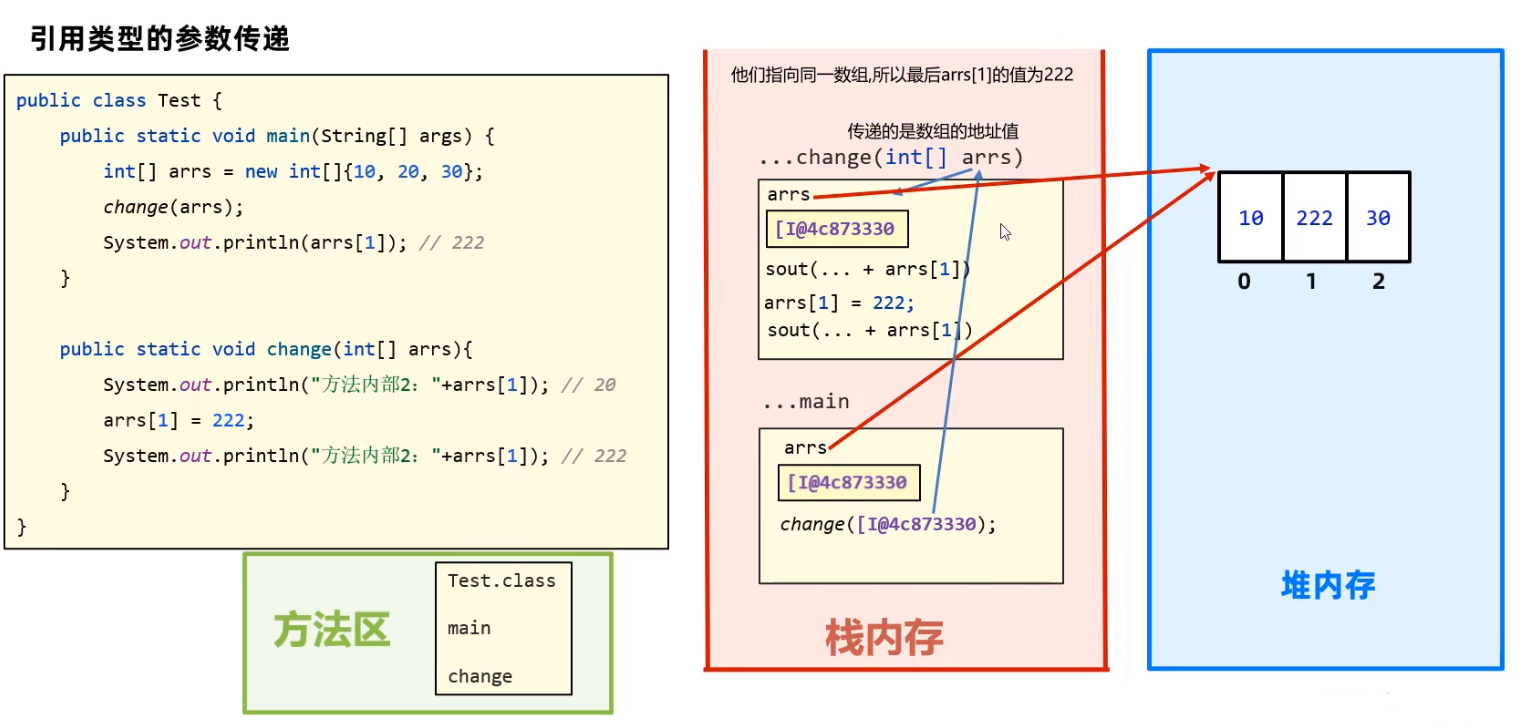 引用类型的参数传递
public class Test {
public static void main(String[] args) {
int[] arrs = new int[]{10, 20, 30};
change(arrs);
System.out.println(arrs[1]); // 222
}
public static void change(int[] arrs){
System.out.println("方法内部2："+arrs[1]); // 20
arrs[1] = 222;
System.out.println("方法内部2："+arrs[1]); // 222
}
}
方法区
Test.class
main
change
他们指向同一数组,所以最后arrs[1]的值为222
传递的是数组的地址值
...change(int[] arrs)
arrs
[I@4c873330
sout(... + arrs[1])
arrs[1] = 222;
sout(... + arrs[1])
...main
arrs
[I@4c873330
change([I@4c873330);
栈内存
10 222 30
0 1 2
堆内存